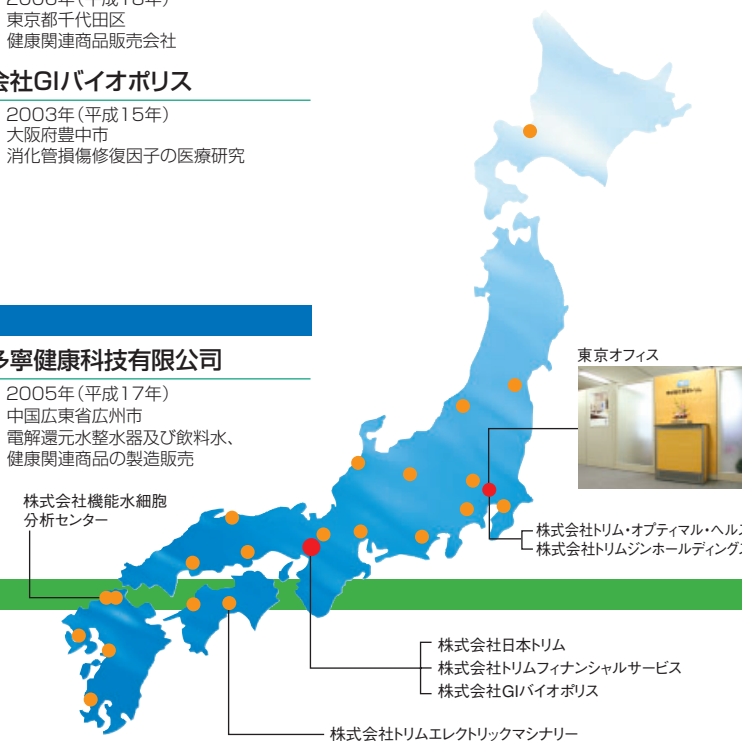 東京都千代田区
健康関連商品販売会社
会社GIバイオポリス
2003年(平成15年)
大阪府豊中市
消化管損傷修復因子の医療研究
多寧健康科技有限公司
2005年(平成17年)
中国広東省広州市
電解還元水整水器及び飲料水、
健康関連商品の製造販売
株式会社機能水細胞
分析センター
東京オフィス
株式会社トリム・オプティマル・ヘル
株式会社トリムジンホールディング
株式会社日本トリム
株式会社トリムフィナンシャルサービス
株式会社GIバイオポリス
株式会社トリムエレクトリックマシナリー